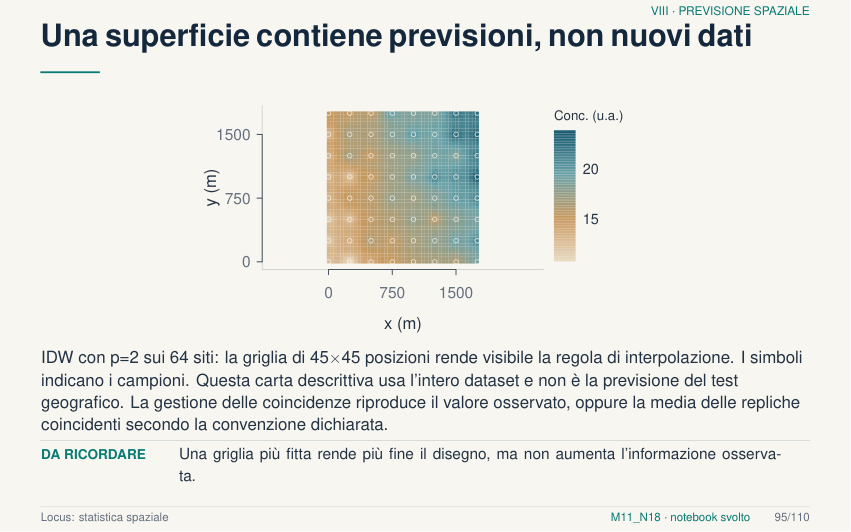 VIII · PREVISIONE SPAZIALE
Una superficie contiene previsioni, non nuovi dati
Conc. (u.a.)
1500
750
0
y (m)
20
15
0 750 1500
x (m)
IDW con p=2 sui 64 siti: la griglia di 45×45 posizioni rende visibile la regola di interpolazione. I simboli
indicano i campioni. Questa carta descrittiva usa l'intero dataset e non è la previsione del test
geografico. La gestione delle coincidenze riproduce il valore osservato, oppure la media delle repliche
coincidenti secondo la convenzione dichiarata.
DA RICORDARE Una griglia più fitta rende più fine il disegno, ma non aumenta l'informazione osserva-
ta.
Locus: statistica spaziale M11_N18 · notebook svolto 95/110